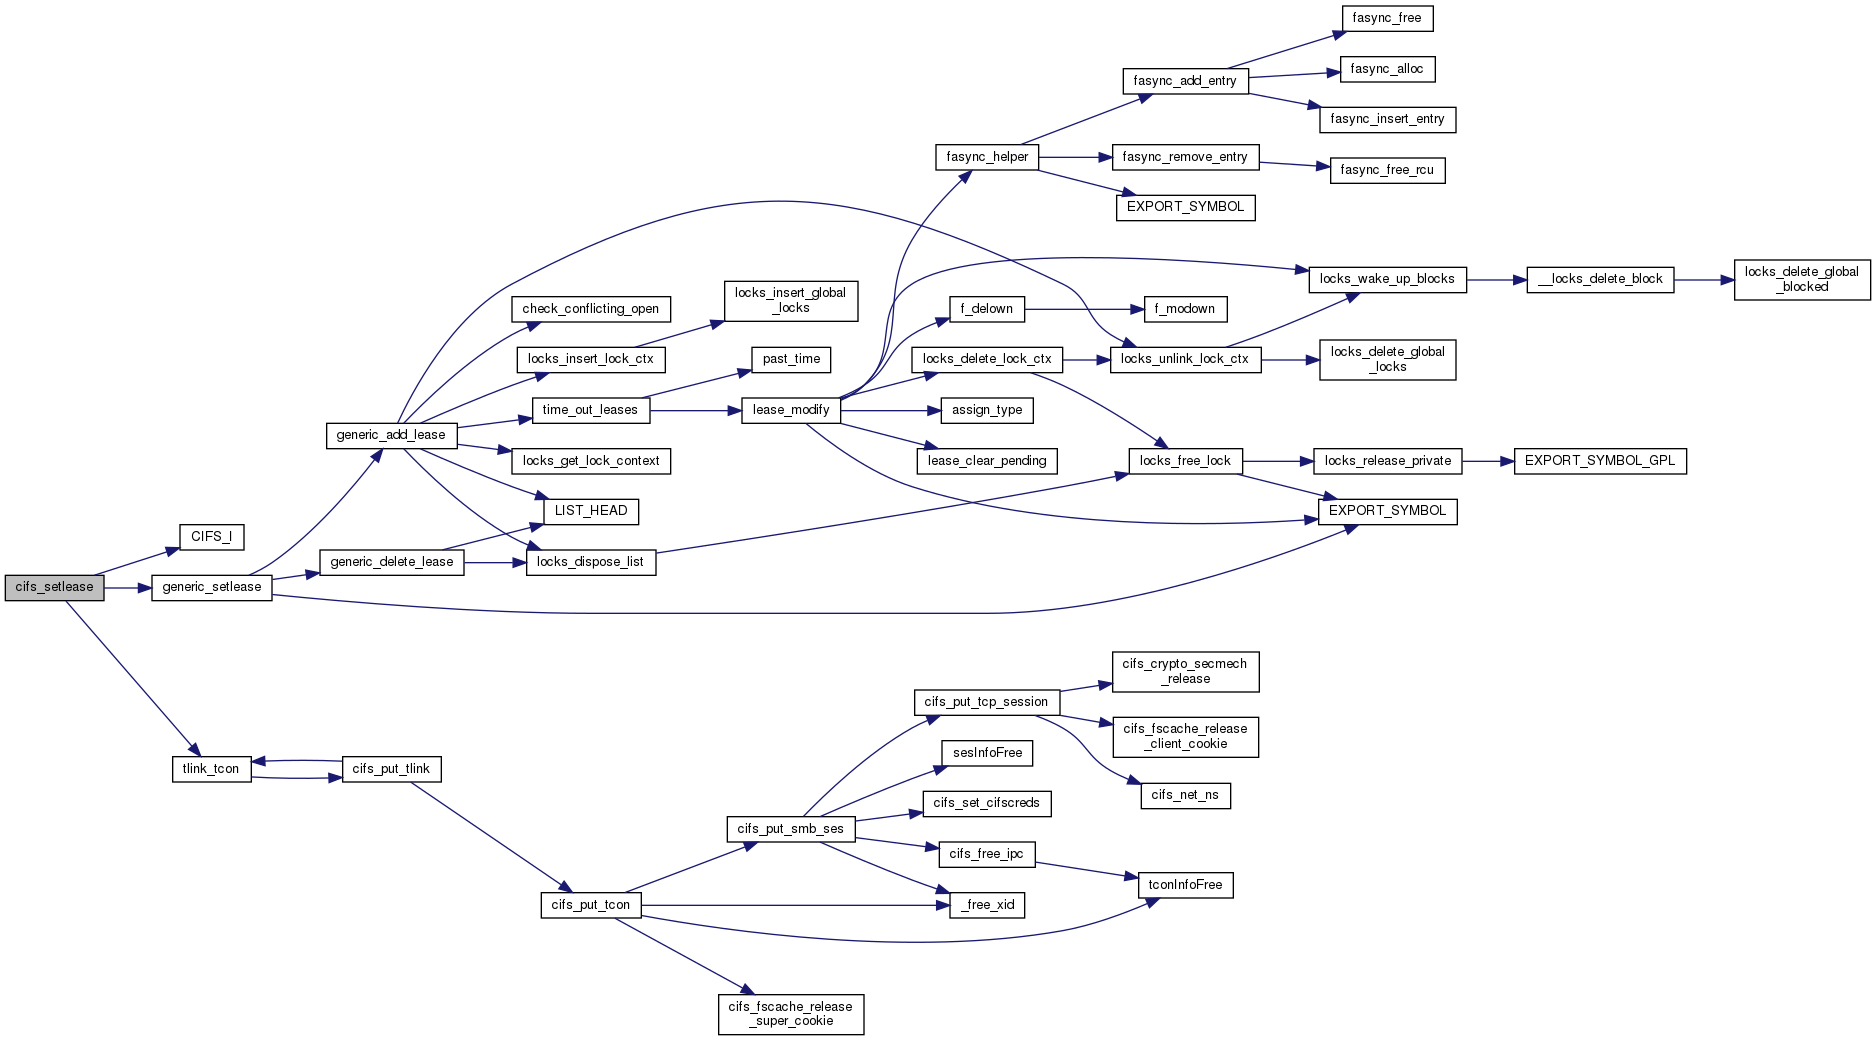 fasync_free
fasync_alloc
fasync_add_entry
fasync_insert_entry
fasync_helper
fasync_remove_entry
fasync_free_rcu
EXPORT_SYMBOL
locks_wake_up_blocks
__locks_delete_block
locks_delete_global
_blocked
locks_insert_global
_locks
check_conflicting_open
f_delown
f_modown
locks_insert_lock_ctx
past_time
locks_delete_lock_ctx
locks_unlink_lock_ctx
locks_delete_global
_locks
time_out_leases
lease_modify
assign_type
generic_add_lease
locks_get_lock_context
lease_clear_pending
locks_free_lock
locks_release_private
EXPORT_SYMBOL_GPL
LIST_HEAD
EXPORT_SYMBOL
CIFS_I
generic_delete_lease
locks_dispose_list
cifs_setlease
generic_setlease
cifs_crypto_secmech
_release
cifs_put_tcp_session
cifs_fscache_release
_client_cookie
sesInfoFree
tlink_tcon
cifs_put_tlink
cifs_net_ns
cifs_set_cifscreds
cifs_put_smb_ses
cifs_free_ipc
tconInfoFree
cifs_put_tcon
_free_xid
cifs_fscache_release
_super_cookie